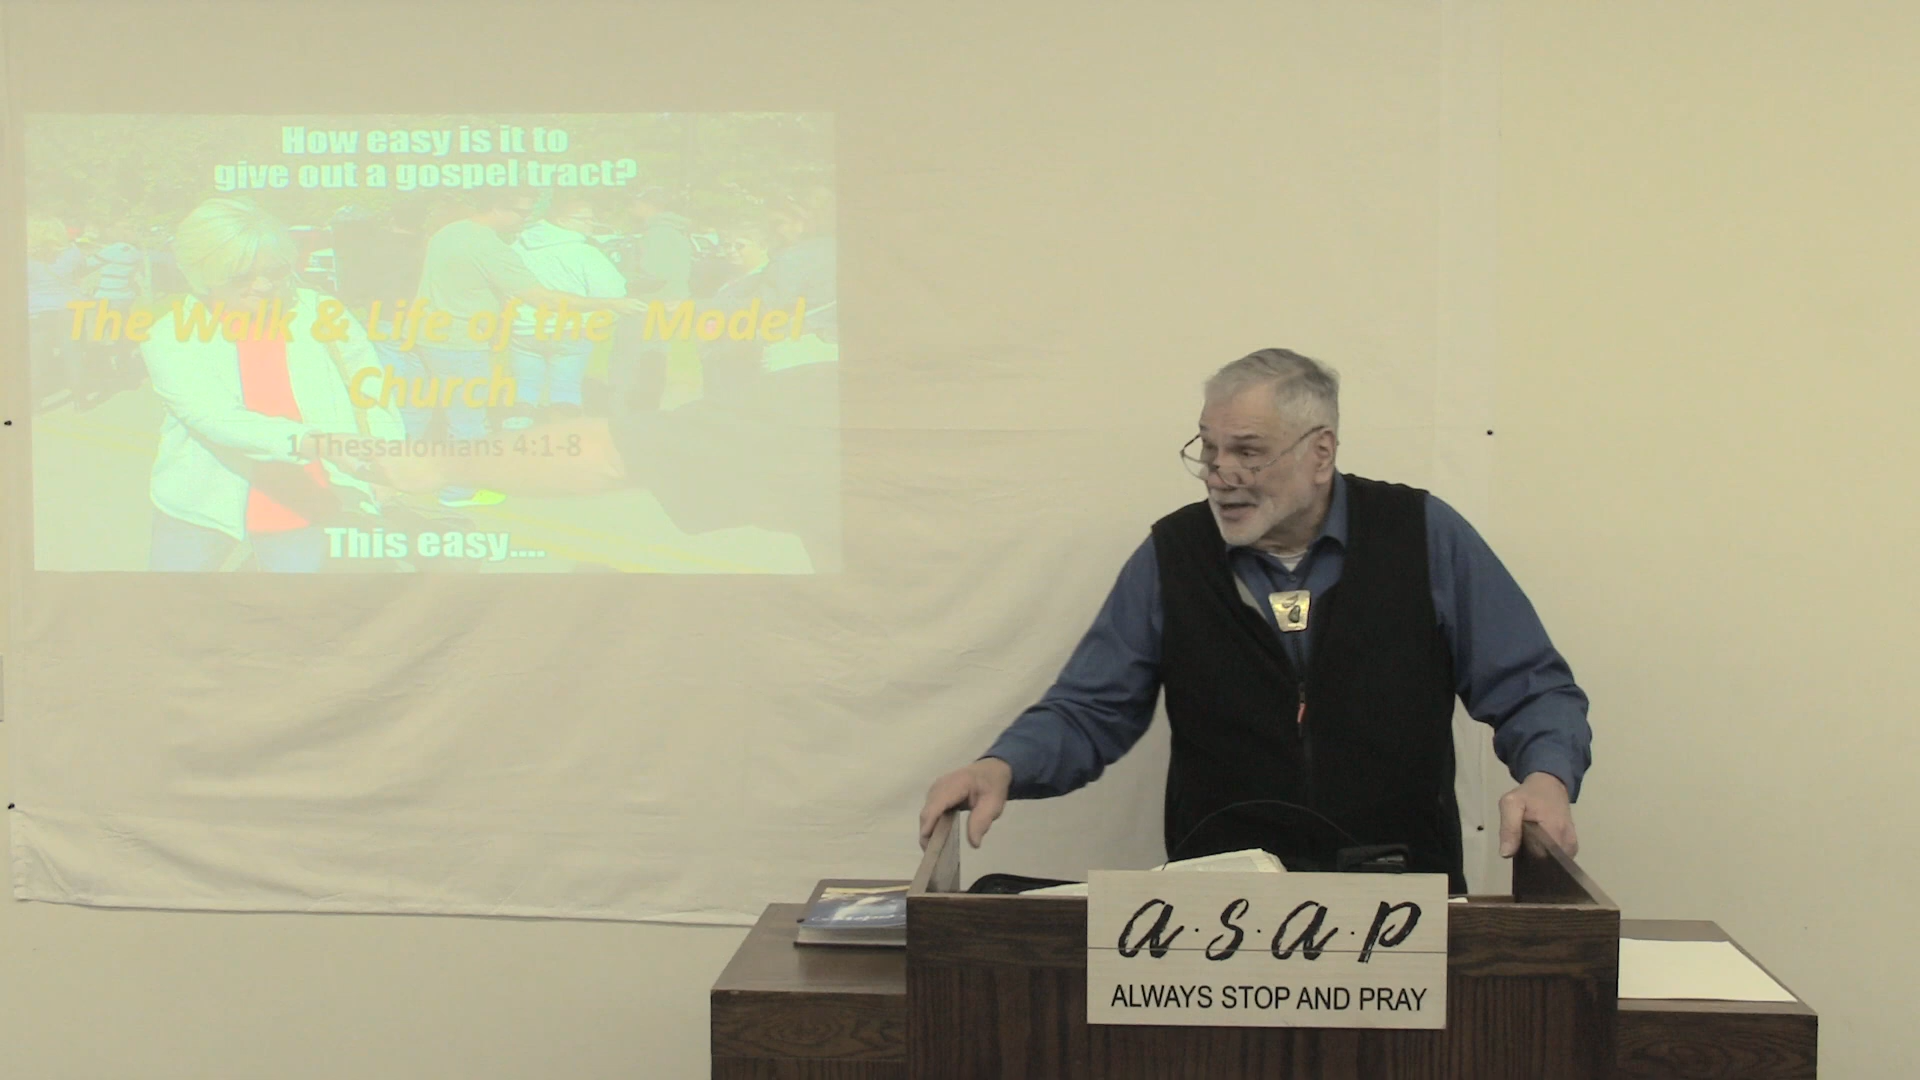 How easy is it to
give out a gospel tract?
The Walk & Life of the Model
Church
1 Thessalonians 4:1-8
This easy....
a.s.a.p
ALWAYS STOP AND PRAY